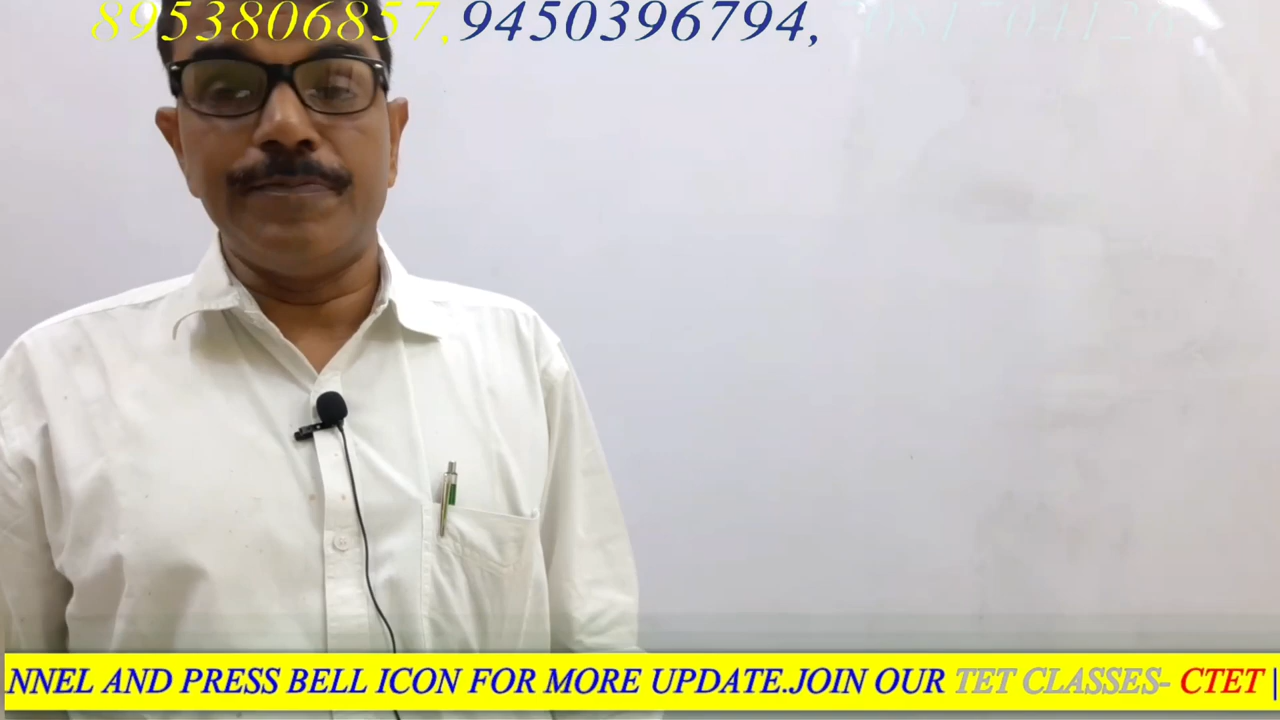 8953806857,9450396794,
NNEL AND PRESS BELL ICON FOR MORE UPDATE.JOIN OUR TET CLASSES- CTET |